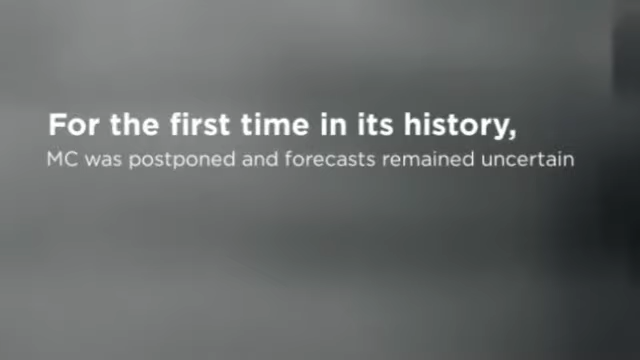 For the first time in its history,
MC was postponed and forecasts remained uncertain